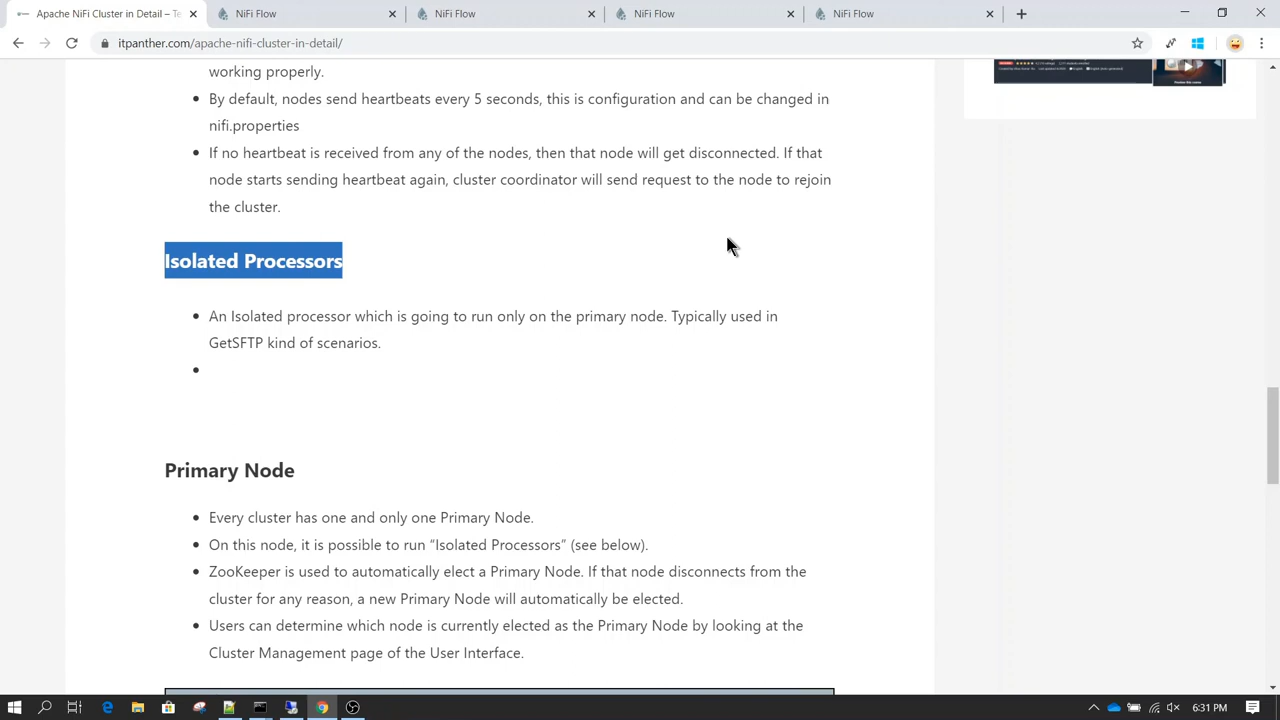 Apache NiFi Cluster in Detail – Te
NiFi Flow
NiFi Flow
NiFi Flow
NiFi Flow
itpanther.com/apache-nifi-cluster-in-detail/
working properly.
• By default, nodes send heartbeats every 5 seconds, this is configuration and can be changed in
nifi.properties
• If no heartbeat is received from any of the nodes, then that node will get disconnected. If that
node starts sending heartbeat again, cluster coordinator will send request to the node to rejoin
the cluster.
Isolated Processors
• An Isolated processor which is going to run only on the primary node. Typically used in
GetSFTP kind of scenarios.
•
Primary Node
• Every cluster has one and only one Primary Node.
• On this node, it is possible to run “Isolated Processors” (see below).
• ZooKeeper is used to automatically elect a Primary Node. If that node disconnects from the
cluster for any reason, a new Primary Node will automatically be elected.
• Users can determine which node is currently elected as the Primary Node by looking at the
Cluster Management page of the User Interface.
6:31 PM